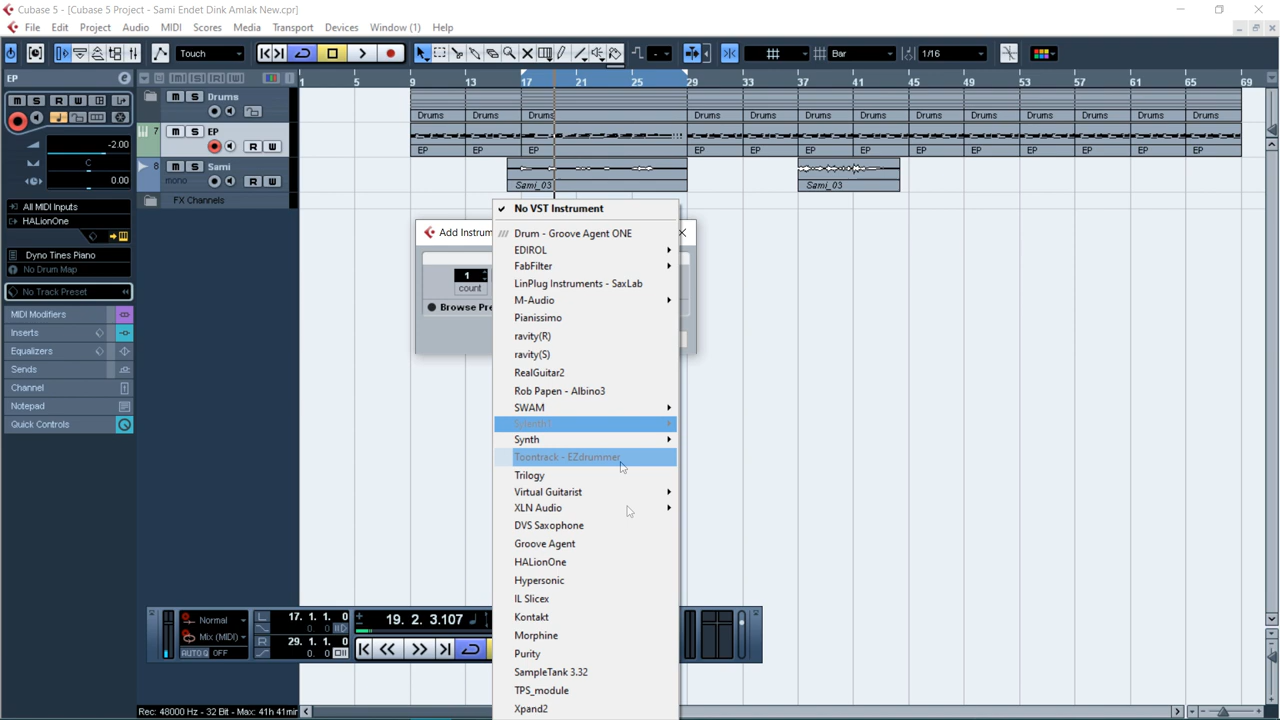 Cubase 5 - [Cubase 5 Project - Sami Endet Dink Amlak New.cpr]
File Edit Project Audio MIDI Scores Media Transport Devices Window (1) Help
Touch
Bar
1/16
EP
M S R W
-2.00
C
0.00
All MIDI Inputs
HALionOne
Dyno Tines Piano
No Drum Map
No Track Preset
MIDI Modifiers
Inserts
Equalizers
Sends
Channel
Notepad
Quick Controls
1 5 9 13 17 21 25 29 33 37 41 45 49 53 57 61 65 69
M S Drums
7 M S EP
R W
8 M S Sami
mono R W
FX Channels
Drums Drums Drums Drums Drums Drums Drums Drums Drums Drums Drums Drums Drums
EP EP EP EP EP EP EP EP EP EP EP EP EP
Sami_03 Sami_03
Add Instrum
1
count
Browse Pre
No VST Instrument
Drum - Groove Agent ONE
EDIROL
FabFilter
LinPlug Instruments - SaxLab
M-Audio
Pianissimo
ravity(R)
ravity(S)
RealGuitar2
Rob Papen - Albino3
SWAM
Synth
Toontrack - EZdrummer
Trilogy
Virtual Guitarist
XLN Audio
DVS Saxophone
Groove Agent
HALionOne
Hypersonic
IL Slicex
Kontakt
Morphine
Purity
SampleTank 3.32
TPS_module
Xpand2
Normal
Mix (MIDI)
AUTO Q OFF
L 17. 1. 1. 0
0. 0
R 29. 1. 1. 0
0. 0
19. 2. 3.107
Rec: 48000 Hz - 32 Bit - Max: 41h 41min